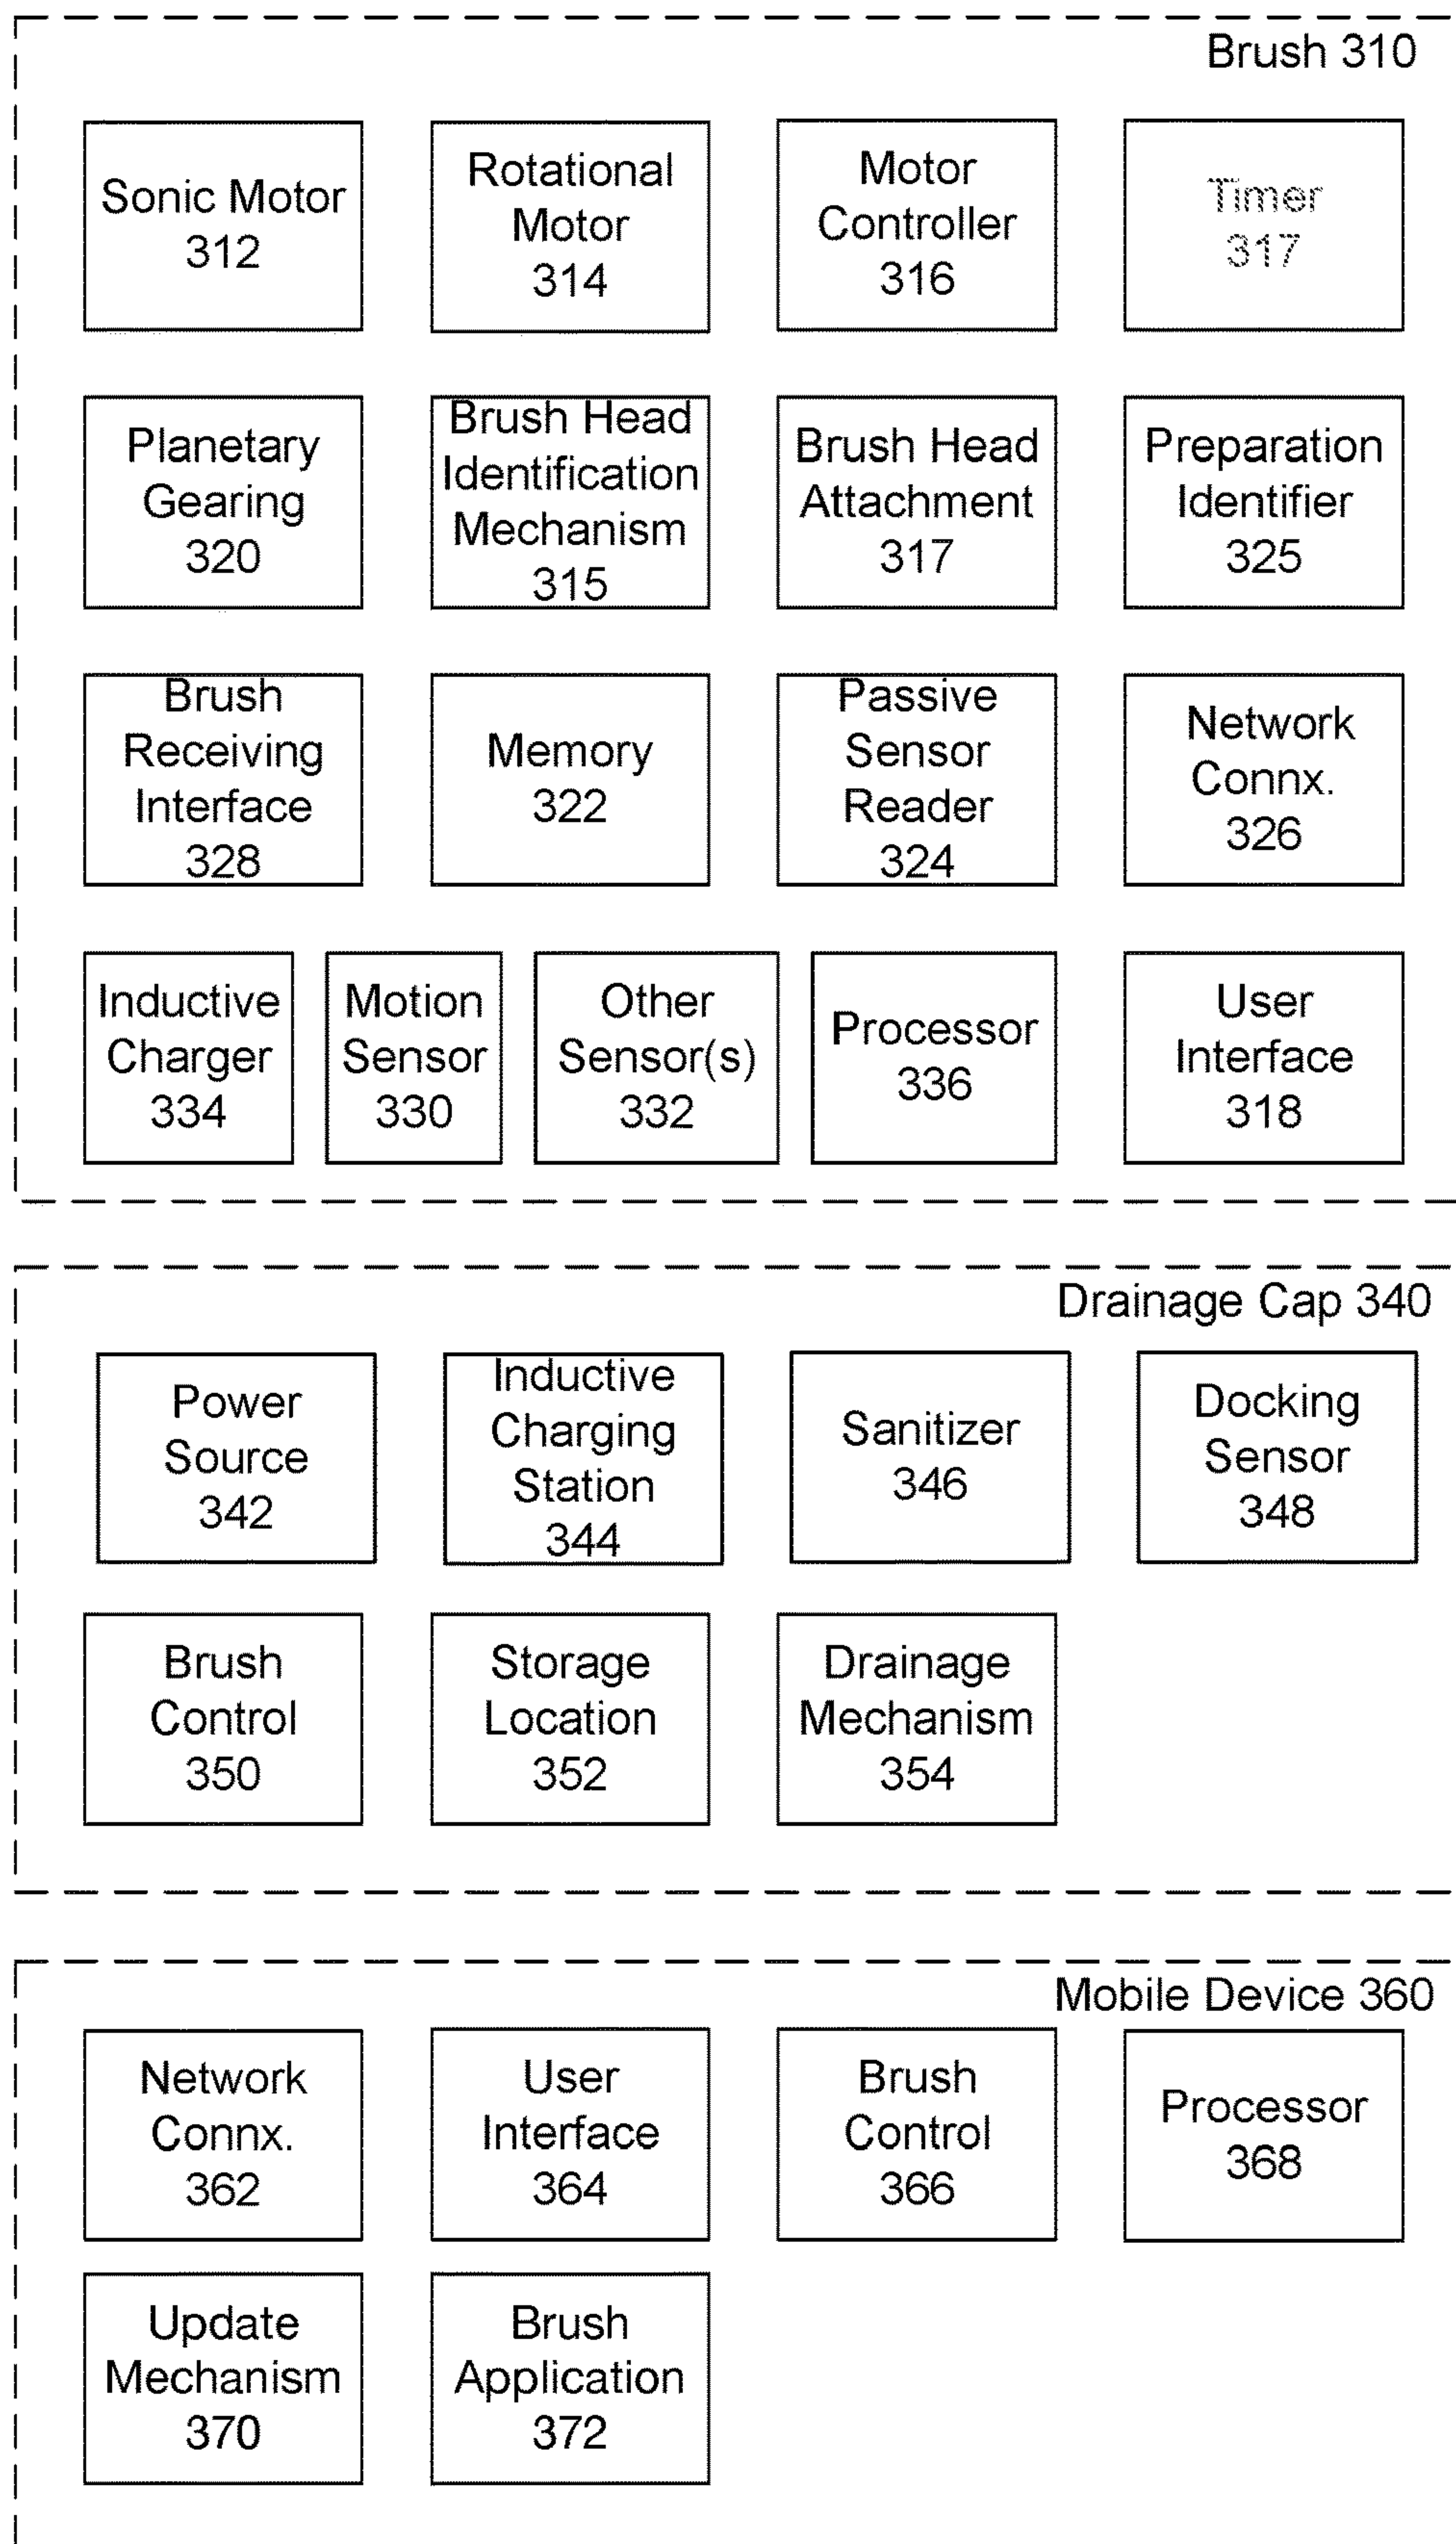 Brush 310
Sonic Motor
312
Rotational
Motor
314
Motor
Controller
316
Timer
317
Planetary
Gearing
320
Brush Head
Identification
Mechanism
315
Brush Head
Attachment
317
Preparation
Identifier
325
Brush
Receiving
Interface
328
Memory
322
Passive
Sensor
Reader
324
Network
Connx.
326
Inductive
Charger
334
Motion
Sensor
330
Other
Sensor(s)
332
Processor
336
User
Interface
318
Drainage Cap 340
Power
Source
342
Inductive
Charging
Station
344
Sanitizer
346
Docking
Sensor
348
Brush
Control
350
Storage
Location
352
Drainage
Mechanism
354
Mobile Device 360
Network
Connx.
362
User
Interface
364
Brush
Control
366
Processor
368
Update
Mechanism
370
Brush
Application
372